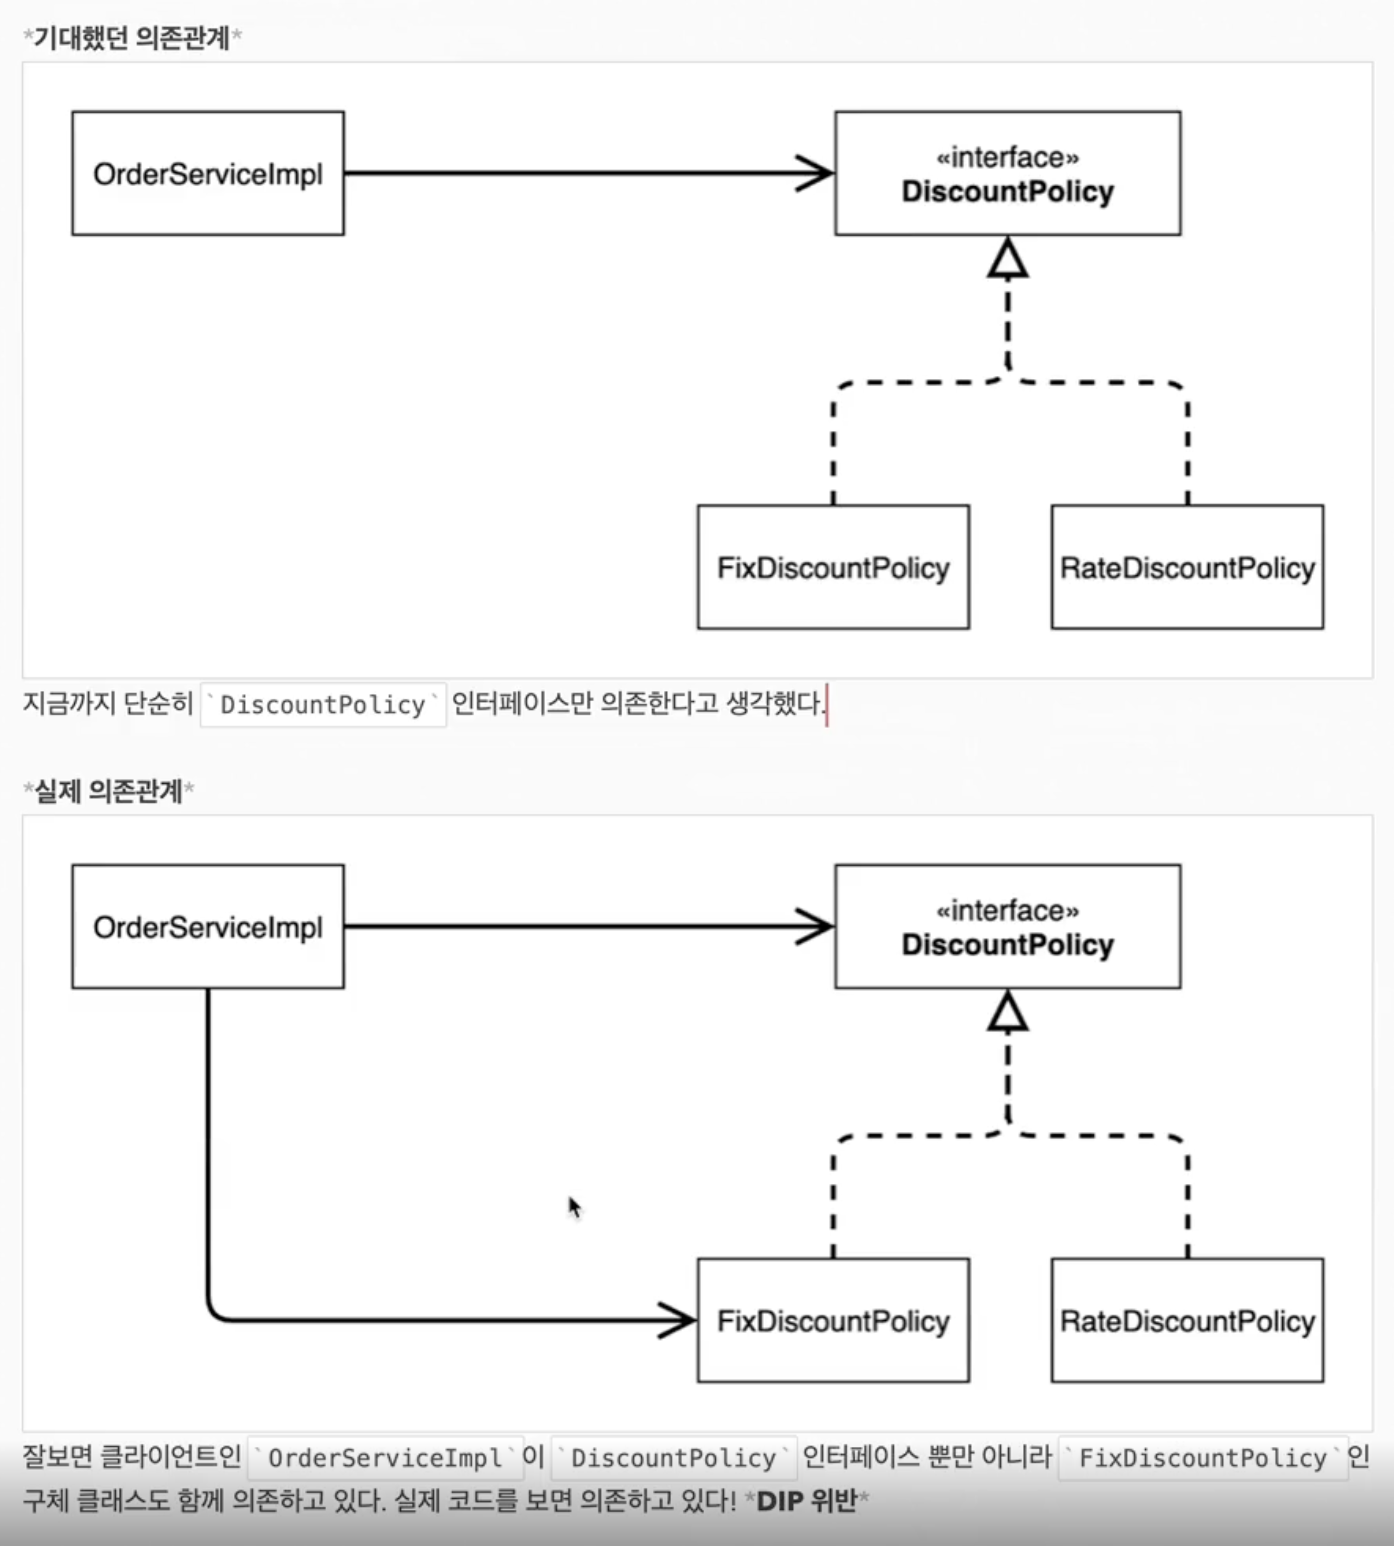 *기대했던 의존관계*
OrderServiceImpl
«interface»
DiscountPolicy
FixDiscountPolicy
RateDiscountPolicy
지금까지 단순히 `DiscountPolicy` 인터페이스만 의존한다고 생각했다.
*실제 의존관계*
OrderServiceImpl
«interface»
DiscountPolicy
FixDiscountPolicy
RateDiscountPolicy
잘보면 클라이언트인 `OrderServiceImpl`이 `DiscountPolicy` 인터페이스 뿐만 아니라 `FixDiscountPolicy`인
구체 클래스도 함께 의존하고 있다. 실제 코드를 보면 의존하고 있다! *DIP 위반*